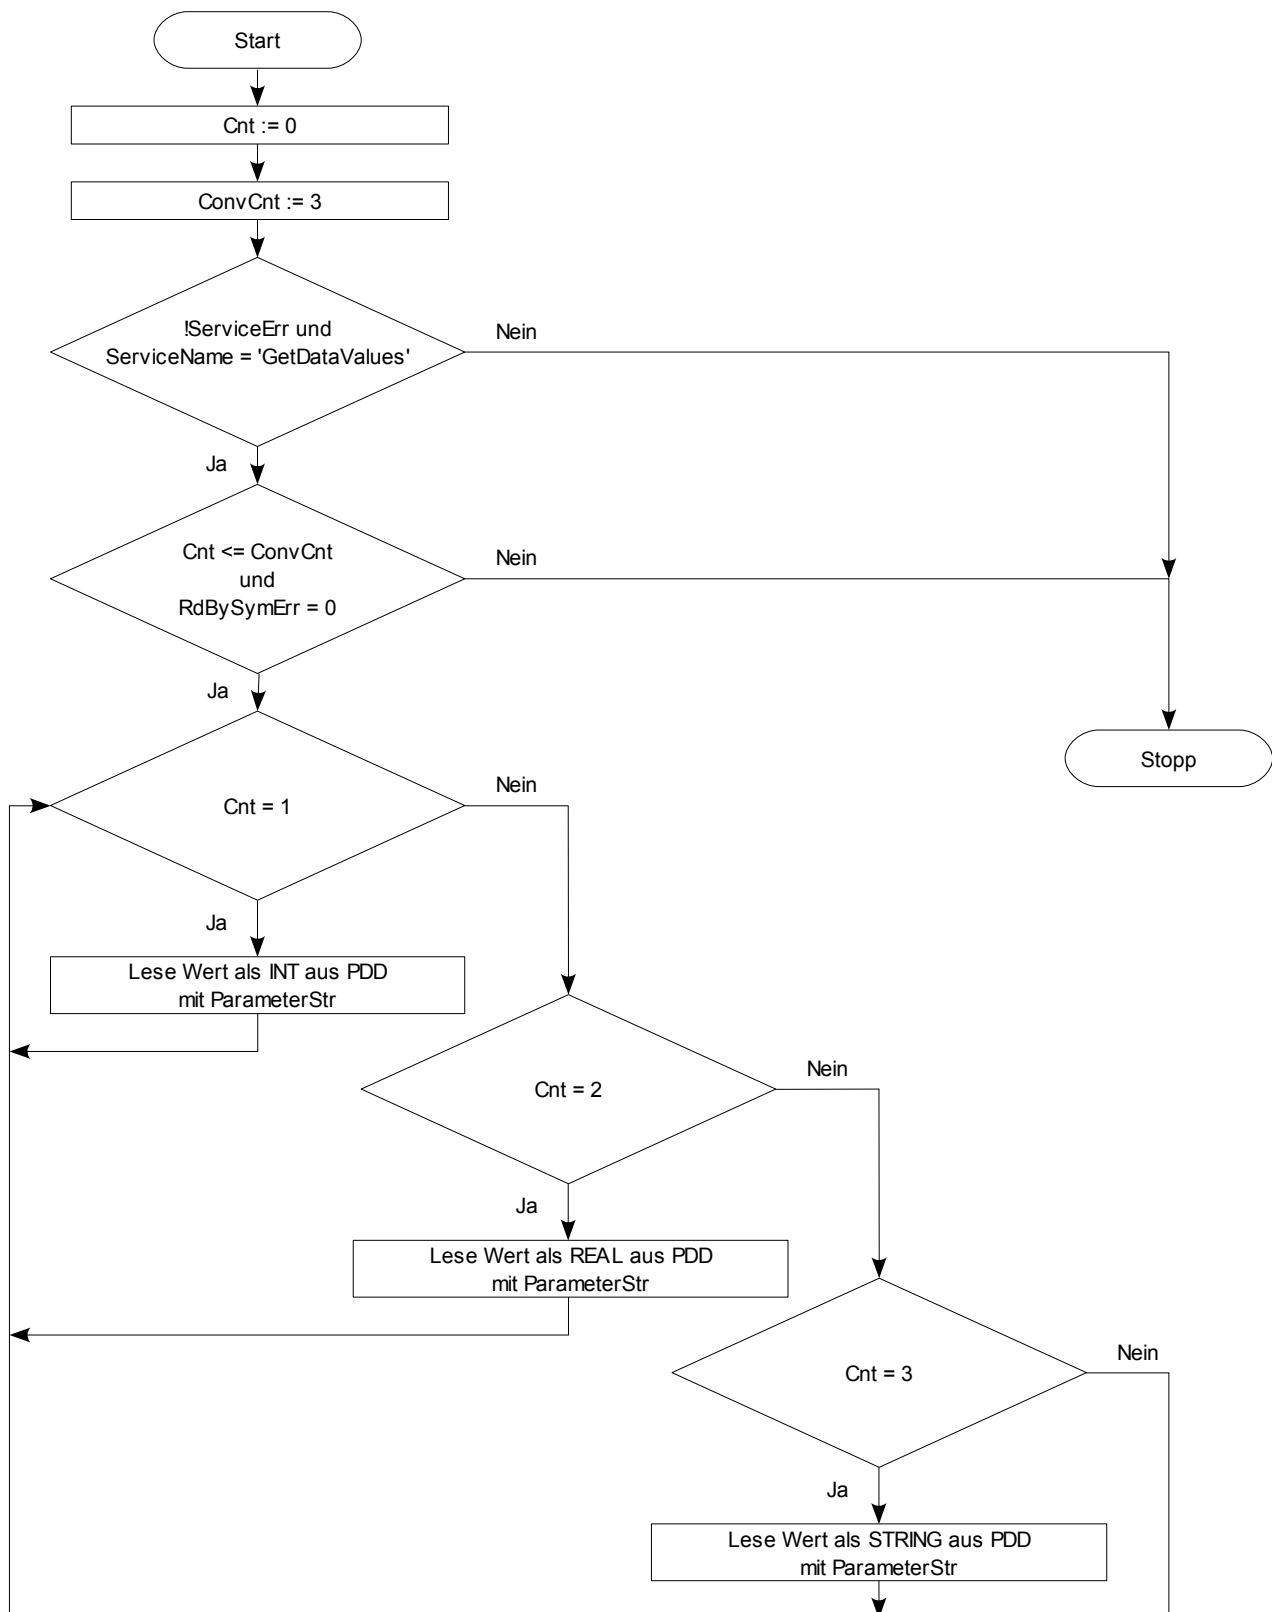 Start
Cnt := 0
ConvCnt := 3
!ServiceErr und
ServiceName = 'GetDataValues'
Nein
Ja
Cnt <= ConvCnt
und
RdBySymErr = 0
Nein
Ja
Stopp
Cnt = 1
Nein
Ja
Lese Wert als INT aus PDD
mit ParameterStr
Cnt = 2
Nein
Ja
Lese Wert als REAL aus PDD
mit ParameterStr
Cnt = 3
Nein
Ja
Lese Wert als STRING aus PDD
mit ParameterStr